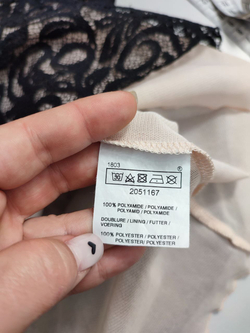 1803
2051167
100% POLYAMIDE / POLYAMIDE /
POLYAMID / POLYAMIDE
DOUBLURE / LINING / FUTTER /
VOERING
100% POLYESTER / POLYESTER /
POLYESTER / POLYESTER